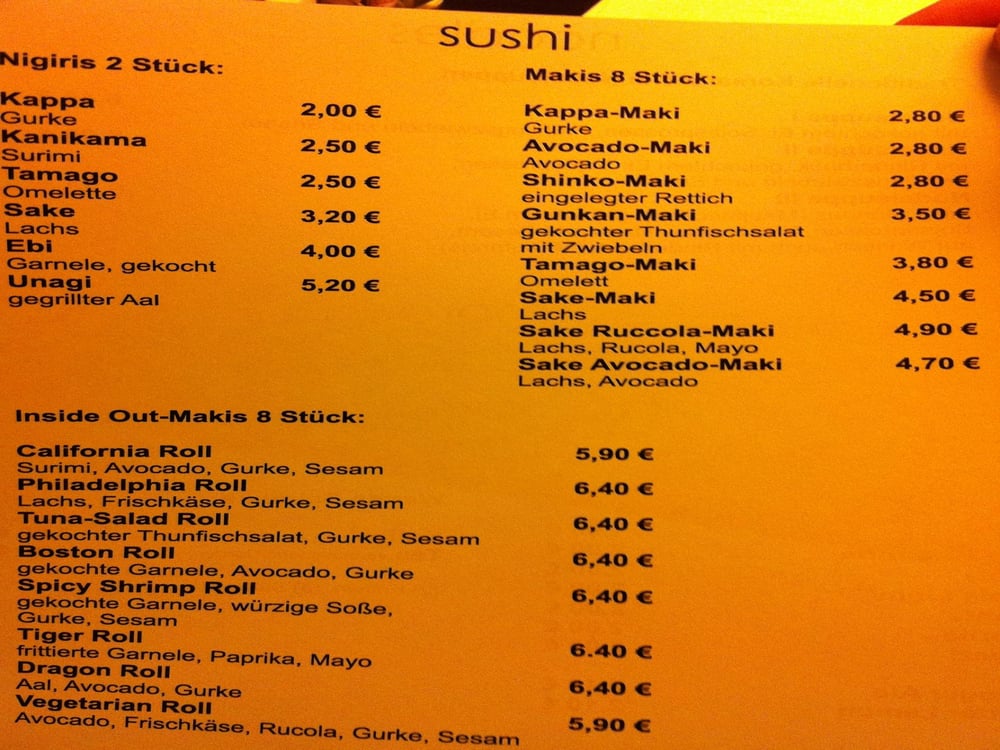 sushi
Nigiris 2 Stück:
Kappa 2,00 €
Gurke
Kanikama 2,50 €
Surimi
Tamago 2,50 €
Omelette
Sake 3,20 €
Lachs
Ebi 4,00 €
Garnele, gekocht
Unagi 5,20 €
gegrillter Aal
Makis 8 Stück:
Kappa-Maki 2,80 €
Gurke
Avocado-Maki 2,80 €
Avocado
Shinko-Maki 2,80 €
eingelegter Rettich
Gunkan-Maki 3,50 €
gekochter Thunfischsalat
mit Zwiebeln
Tamago-Maki 3,80 €
Omelett
Sake-Maki 4,50 €
Lachs
Sake Ruccola-Maki 4,90 €
Lachs, Rucola, Mayo
Sake Avocado-Maki 4,70 €
Lachs, Avocado
Inside Out-Makis 8 Stück:
California Roll 5,90 €
Surimi, Avocado, Gurke, Sesam
Philadelphia Roll 6,40 €
Lachs, Frischkäse, Gurke, Sesam
Tuna-Salad Roll 6,40 €
gekochter Thunfischsalat, Gurke, Sesam
Boston Roll 6,40 €
gekochte Garnele, Avocado, Gurke
Spicy Shrimp Roll 6,40 €
gekochte Garnele, würzige Soße,
Gurke, Sesam
Tiger Roll 6.40 €
frittierte Garnele, Paprika, Mayo
Dragon Roll 6,40 €
Aal, Avocado, Gurke
Vegetarian Roll 5,90 €
Avocado, Frischkäse, Rucola, Gurke, Sesam